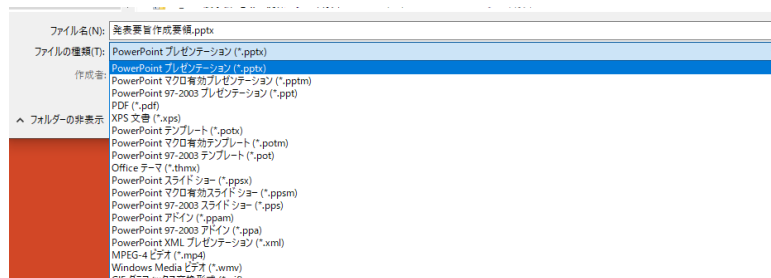 ファイル名(N): 発表要旨作成要領.pptx
ファイルの種類(T): PowerPoint プレゼンテーション (*.pptx)
作成者: PowerPoint プレゼンテーション (*.pptx)
PowerPoint マクロ有効プレゼンテーション (*.pptm)
PowerPoint 97-2003 プレゼンテーション (*.ppt)
PDF (*.pdf)
フォルダーの非表示 XPS 文書 (*.xps)
PowerPoint テンプレート (*.potx)
PowerPoint マクロ有効テンプレート (*.potm)
PowerPoint 97-2003 テンプレート (*.pot)
Office テーマ (*.thmx)
PowerPoint スライド ショー (*.ppsx)
PowerPoint マクロ有効スライド ショー (*.ppsm)
PowerPoint 97-2003 スライド ショー (*.pps)
PowerPoint アドイン (*.ppam)
PowerPoint 97-2003 アドイン (*.ppa)
PowerPoint XML プレゼンテーション (*.xml)
MPEG-4 ビデオ (*.mp4)
Windows Media ビデオ (*.wmv)